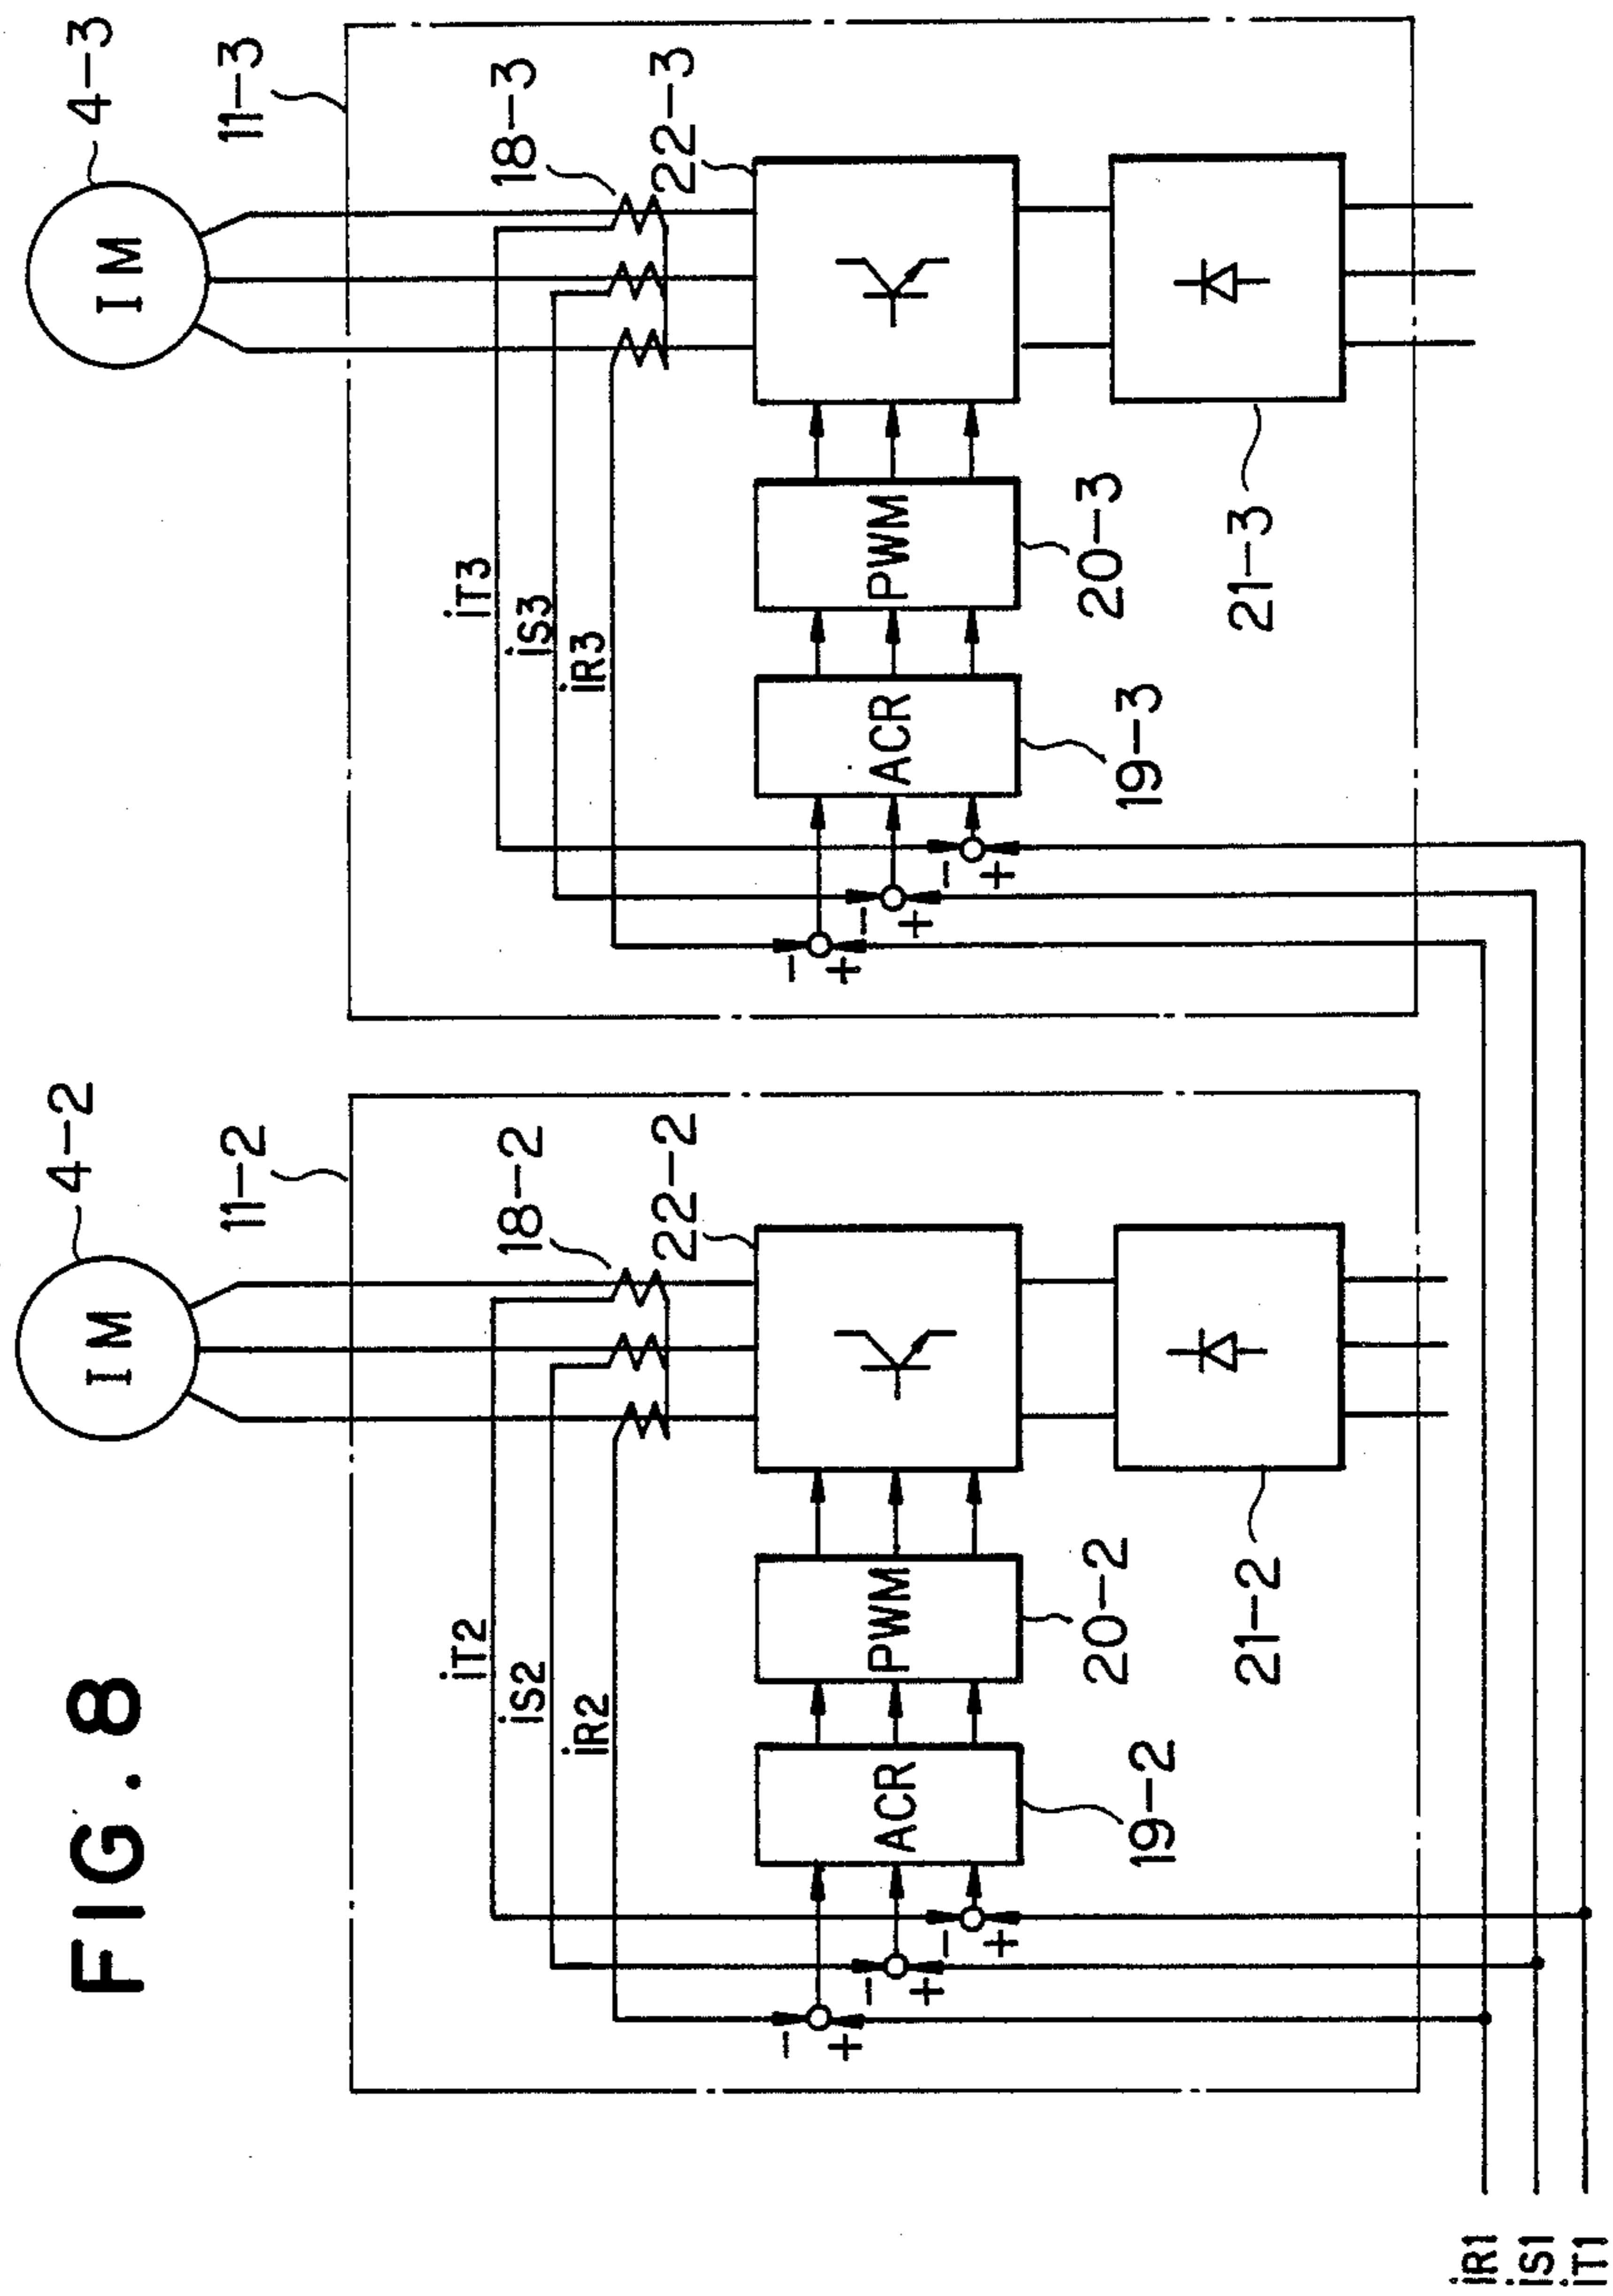 FIG. 8
4-2
IM
11-2
18-2
22-2
iT2
iS2
iR2
ACR
PWM
19-2
20-2
21-2
-
+
-
+
-
+
4-3
IM
11-3
18-3
22-3
iT3
iS3
iR3
ACR
PWM
19-3
20-3
21-3
-
+
-
+
-
+
iR1
iS1
iT1